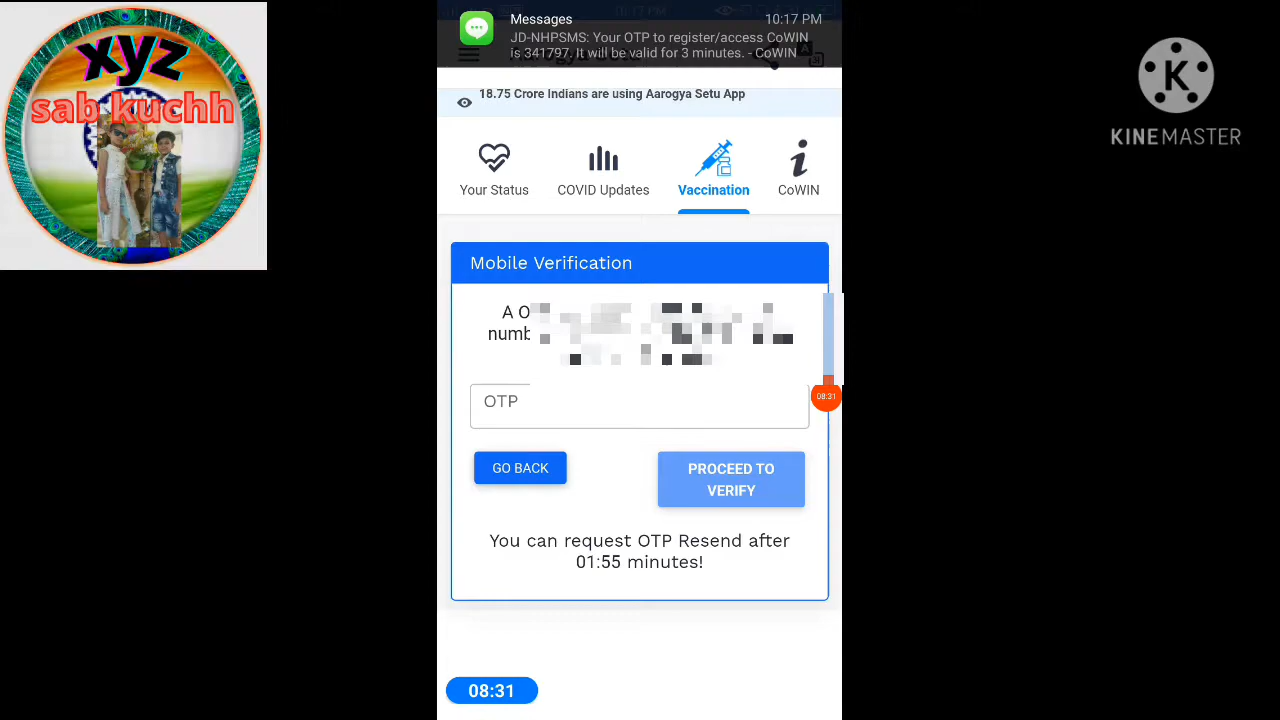 xyz
sab kuchh
Messages
10:17 PM
JD-NHPSMS: Your OTP to register/access CoWIN
is 341797. It will be valid for 3 minutes. - CoWIN
18.75 Crore Indians are using Aarogya Setu App
Your Status
COVID Updates
Vaccination
CoWIN
Mobile Verification
A O
numb
OTP
08:31
GO BACK
PROCEED TO
VERIFY
You can request OTP Resend after
01:55 minutes!
08:31
K
KINEMASTER